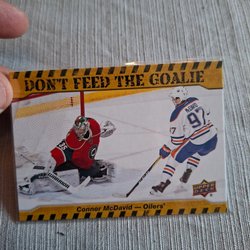 DON'T FEED THE GOALIE
97
Connor McDavid — Oilers®
UPPER DECK